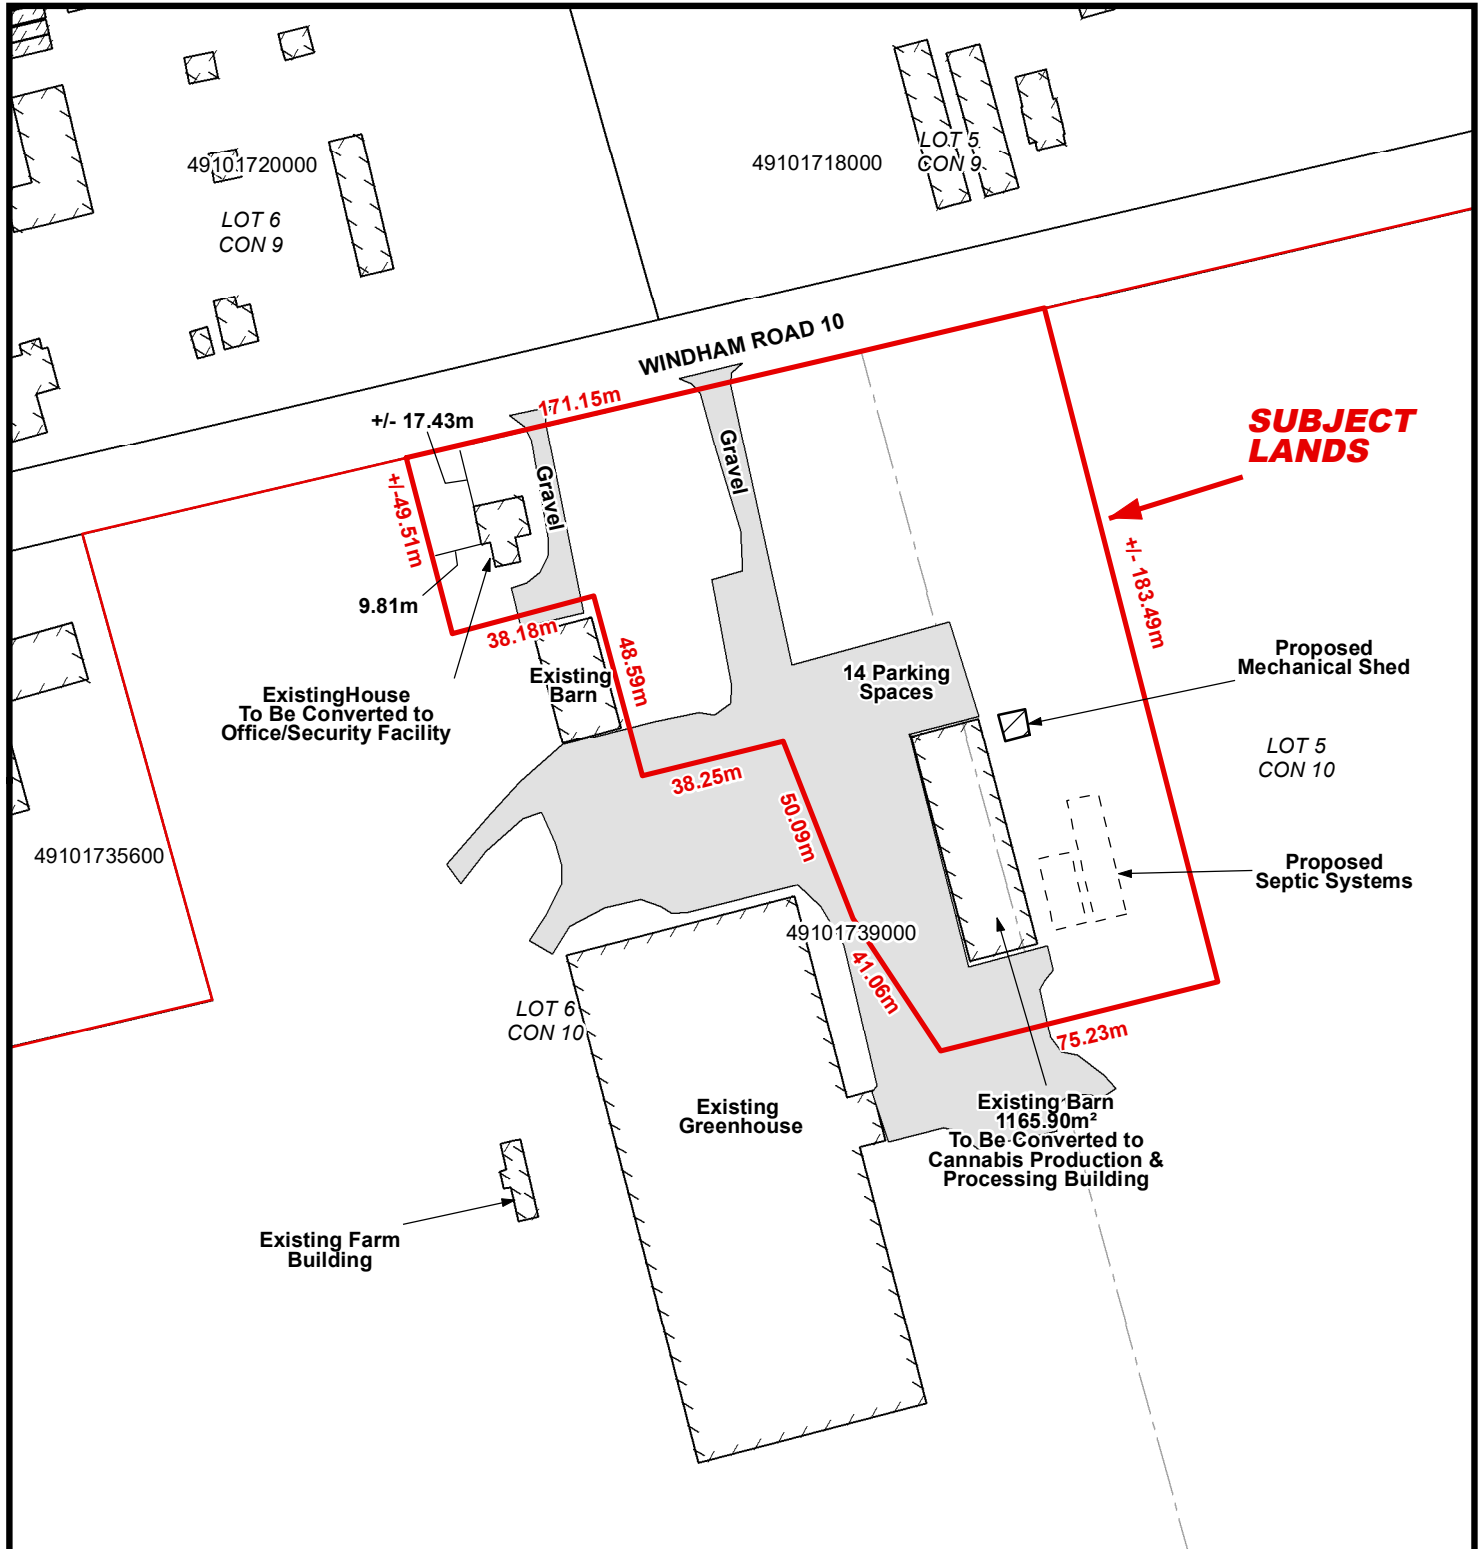 49101720000
LOT 6
CON 9
49101718000
LOT 5
CON 9
WINDHAM ROAD 10
171.15m
+/- 17.43m
SUBJECT
LANDS
Gravel
Gravel
+/-49.51m
+/- 183.49m
9.81m
38.18m
48.59m
Existing
Barn
14 Parking
Spaces
Proposed
Mechanical Shed
ExistingHouse
To Be Converted to
Office/Security Facility
LOT 5
CON 10
38.25m
50.09m
49101735600
Proposed
Septic Systems
49101739000
41.06m
LOT 6
CON 10
75.23m
Existing
Greenhouse
Existing Barn
1165.90m²
To Be Converted to
Cannabis Production &
Processing Building
Existing Farm
Building